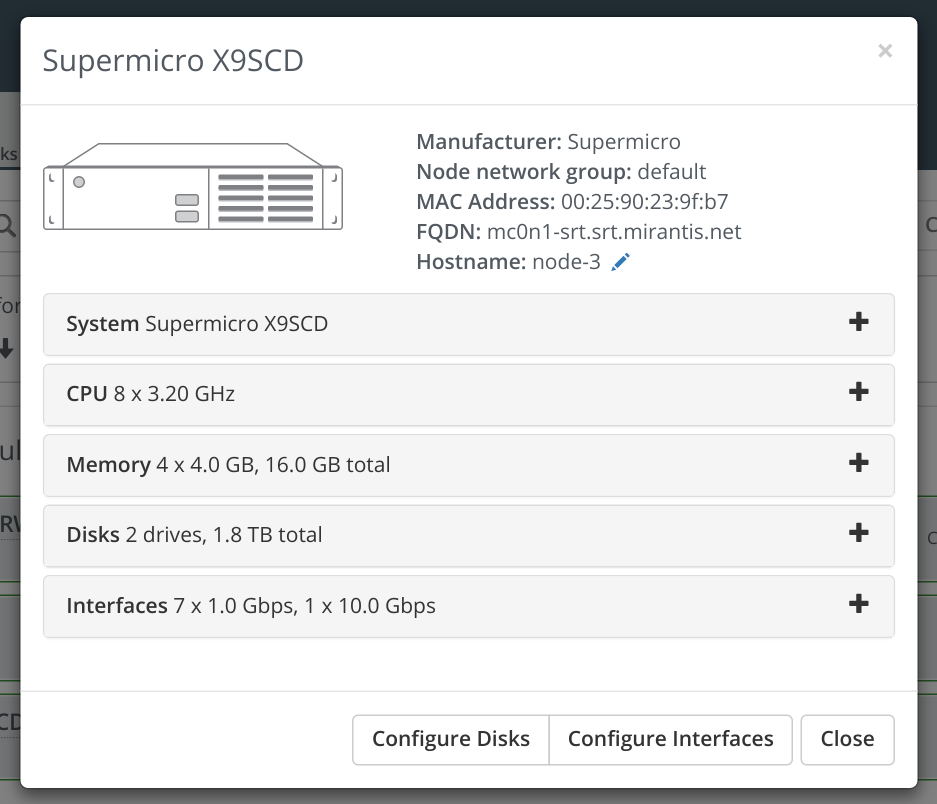 Supermicro X9SCD
×
Manufacturer: Supermicro
Node network group: default
MAC Address: 00:25:90:23:9f:b7
FQDN: mc0n1-srt.srt.mirantis.net
Hostname: node-3
System Supermicro X9SCD
CPU 8 x 3.20 GHz
Memory 4 x 4.0 GB, 16.0 GB total
Disks 2 drives, 1.8 TB total
Interfaces 7 x 1.0 Gbps, 1 x 10.0 Gbps
Configure Disks
Configure Interfaces
Close